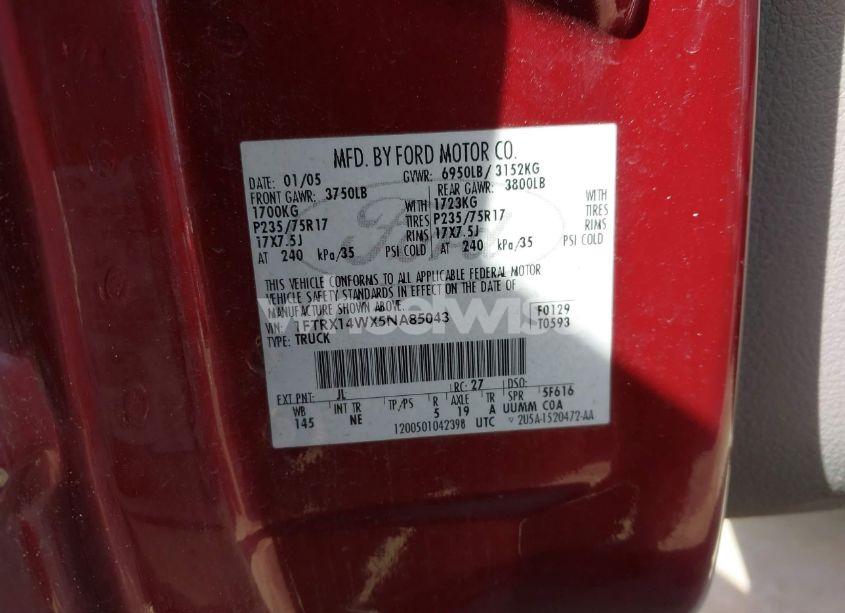 MFD. BY FORD MOTOR CO.
DATE: 01/05 GVWR: 6950LB/ 3152KG
FRONT GAWR: 3750LB REAR GAWR: 3800LB
1700KG WITH 1723KG WITH
P235/75R17 TIRES P235/75R17 TIRES
17X7.5J RIMS 17X7.5J RIMS
AT 240 kPa/35 PSI COLD AT 240 kPa/35 PSI COLD
Ford
THIS VEHICLE CONFORMS TO ALL APPLICABLE FEDERAL MOTOR
VEHICLE SAFETY STANDARDS IN EFFECT ON THE DATE OF
MANUFACTURE SHOWN ABOVE.
VIN: 1FTRX14WX5NA85043 F0129
TYPE: TRUCK T0593
wheelwise
EXT PNT: JL RC: 27 DSO:
WB INT TR TP/PS R AXLE TR SPR 5F616
145 NE 5 19 A UUMM COA
1200501042398 UTC 2U5A-1520472-AA